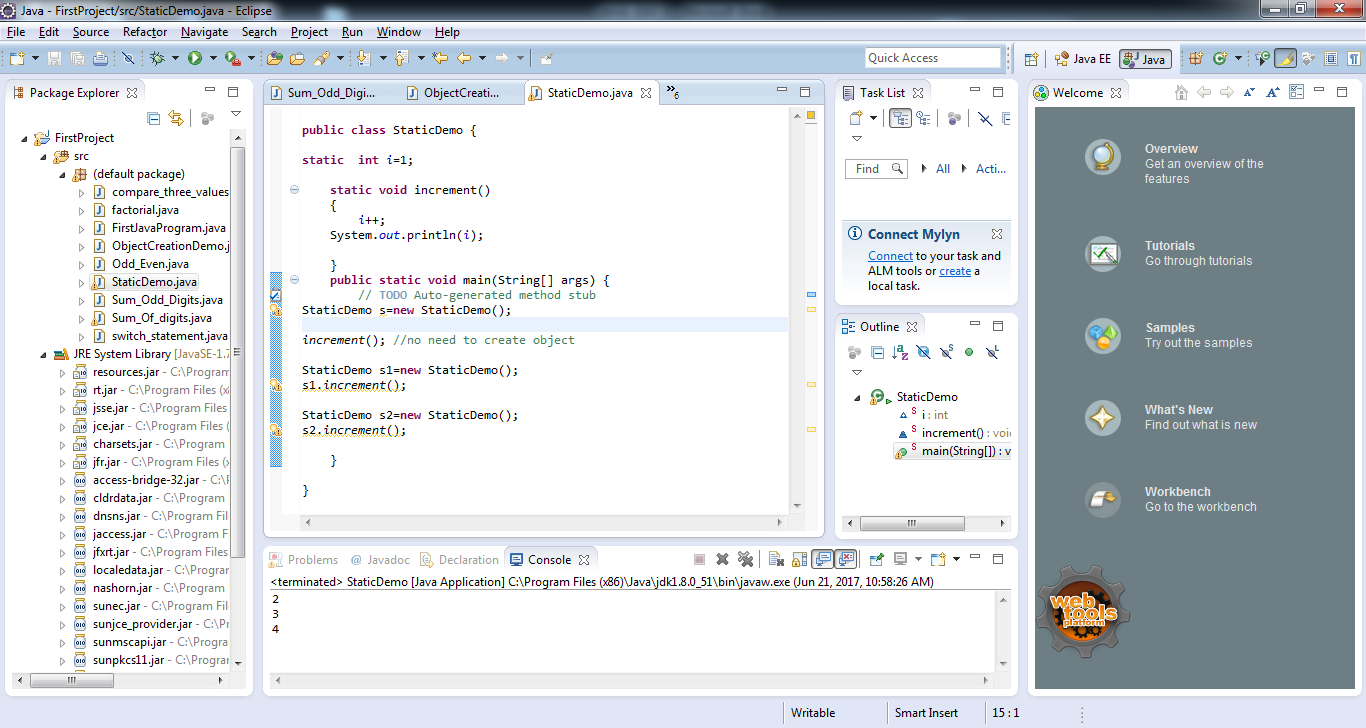 Java - FirstProject/src/StaticDemo.java - Eclipse
File Edit Source Refactor Navigate Search Project Run Window Help
Quick Access
Java EE
Java
Package Explorer
FirstProject
src
(default package)
compare_three_values
factorial.java
FirstJavaProgram.java
ObjectCreationDemo.j
Odd_Even.java
StaticDemo.java
Sum_Odd_Digits.java
Sum_Of_digits.java
switch_statement.java
JRE System Library [JavaSE-1.7
resources.jar - C:\Program
rt.jar - C:\Program Files (x
jsse.jar - C:\Program Files
jce.jar - C:\Program Files (
charsets.jar - C:\Program
jfr.jar - C:\Program Files (x
access-bridge-32.jar - C:\
cldrdata.jar - C:\Program
dnsns.jar - C:\Program Fil
jaccess.jar - C:\Program F
jfxrt.jar - C:\Program Files
localedata.jar - C:\Progra
nashorn.jar - C:\Program
sunec.jar - C:\Program Fil
sunjce_provider.jar - C:\Pr
sunmscapi.jar - C:\Progra
sunpkcs11.jar - C:\Prograr
Sum_Odd_Digi...
ObjectCreati...
StaticDemo.java
»6
public class StaticDemo {
static  int i=1;
static void increment()
{
i++;
System.out.println(i);
}
public static void main(String[] args) {
// TODO Auto-generated method stub
StaticDemo s=new StaticDemo();
increment(); //no need to create object
StaticDemo s1=new StaticDemo();
s1.increment();
StaticDemo s2=new StaticDemo();
s2.increment();
}
}
Task List
Find
All
Acti...
Connect Mylyn
Connect to your task and
ALM tools or create a
local task.
Outline
StaticDemo
i : int
increment() : void
main(String[]) : v
Welcome
Overview
Get an overview of the
features
Tutorials
Go through tutorials
Samples
Try out the samples
What's New
Find out what is new
Workbench
Go to the workbench
web
tools
platform
Problems
@ Javadoc
Declaration
Console
<terminated> StaticDemo [Java Application] C:\Program Files (x86)\Java\jdk1.8.0_51\bin\javaw.exe (Jun 21, 2017, 10:58:26 AM)
2
3
4
Writable
Smart Insert
15 : 1